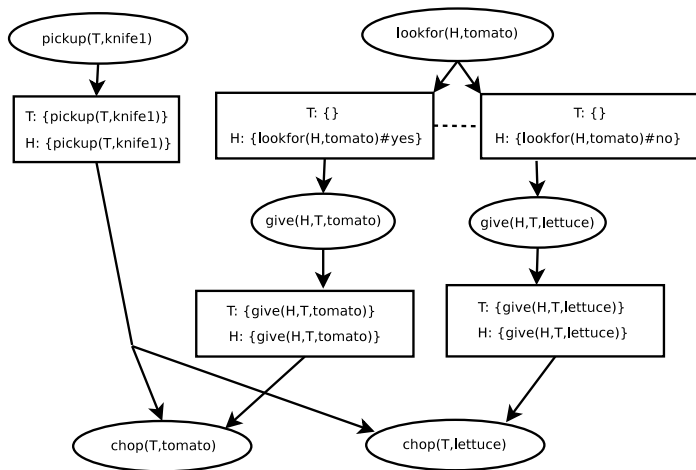 pickup(T,knife1)
lookfor(H,tomato)
T: {pickup(T,knife1)}
H: {pickup(T,knife1)}
T: {}
H: {lookfor(H,tomato)#yes}
T: {}
H: {lookfor(H,tomato)#no}
give(H,T,tomato)
give(H,T,lettuce)
T: {give(H,T,tomato)}
H: {give(H,T,tomato)}
T: {give(H,T,lettuce)}
H: {give(H,T,lettuce)}
chop(T,tomato)
chop(T,lettuce)